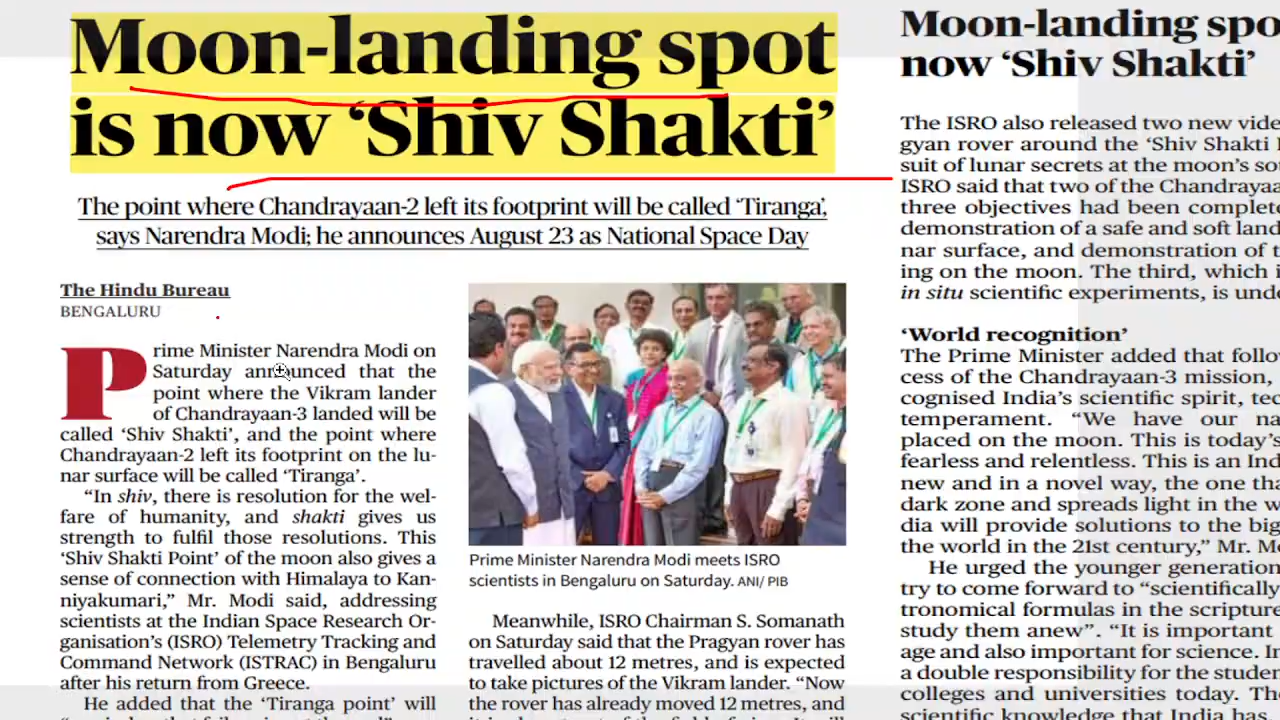 Moon-landing spot
is now ‘Shiv Shakti’
The point where Chandrayaan-2 left its footprint will be called ‘Tiranga’,
says Narendra Modi; he announces August 23 as National Space Day
The Hindu Bureau
BENGALURU
Prime Minister Narendra Modi on
Saturday announced that the
point where the Vikram lander
of Chandrayaan-3 landed will be
called ‘Shiv Shakti’, and the point where
Chandrayaan-2 left its footprint on the lu-
nar surface will be called ‘Tiranga’.
“In shiv, there is resolution for the wel-
fare of humanity, and shakti gives us
strength to fulfil those resolutions. This
‘Shiv Shakti Point’ of the moon also gives a
sense of connection with Himalaya to Kan-
niyakumari,” Mr. Modi said, addressing
scientists at the Indian Space Research Or-
ganisation’s (ISRO) Telemetry Tracking and
Command Network (ISTRAC) in Bengaluru
after his return from Greece.
He added that the ‘Tiranga point’ will
Prime Minister Narendra Modi meets ISRO
scientists in Bengaluru on Saturday. ANI/ PIB
Meanwhile, ISRO Chairman S. Somanath
on Saturday said that the Pragyan rover has
travelled about 12 metres, and is expected
to take pictures of the Vikram lander. “Now
the rover has already moved 12 metres, and
Moon-landing spo
now ‘Shiv Shakti’
The ISRO also released two new vide
gyan rover around the ‘Shiv Shakti
suit of lunar secrets at the moon’s so
ISRO said that two of the Chandrayaa
three objectives had been complete
demonstration of a safe and soft land
nar surface, and demonstration of
ing on the moon. The third, which i
in situ scientific experiments, is unde
‘World recognition’
The Prime Minister added that follo
cess of the Chandrayaan-3 mission,
cognised India’s scientific spirit, tec
temperament. “We have our na
placed on the moon. This is today’s
fearless and relentless. This is an Ind
new and in a novel way, the one tha
dark zone and spreads light in the w
dia will provide solutions to the big
the world in the 21st century,” Mr. Mo
He urged the younger generation
try to come forward to “scientifically
tronomical formulas in the scripture
study them anew”. “It is important
age and also important for science. In
a double responsibility for the studen
colleges and universities today. The
scientific knowledge that India has